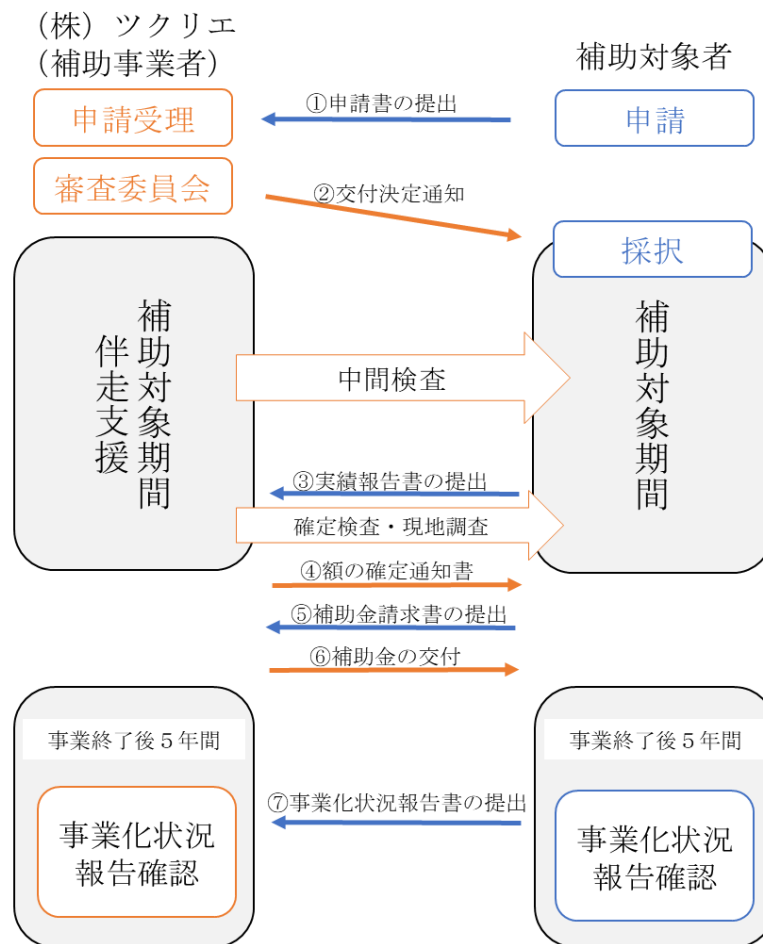 （株）ツクリエ
（補助事業者）
補助対象者
申請受理
①申請書の提出
申請
審査委員会
②交付決定通知
採択
補助対象期間
伴走支援
中間検査
補助対象期間
③実績報告書の提出
確定検査・現地調査
④額の確定通知書
⑤補助金請求書の提出
⑥補助金の交付
事業終了後５年間
事業終了後５年間
⑦事業化状況報告書の提出
事業化状況
報告確認
事業化状況
報告確認